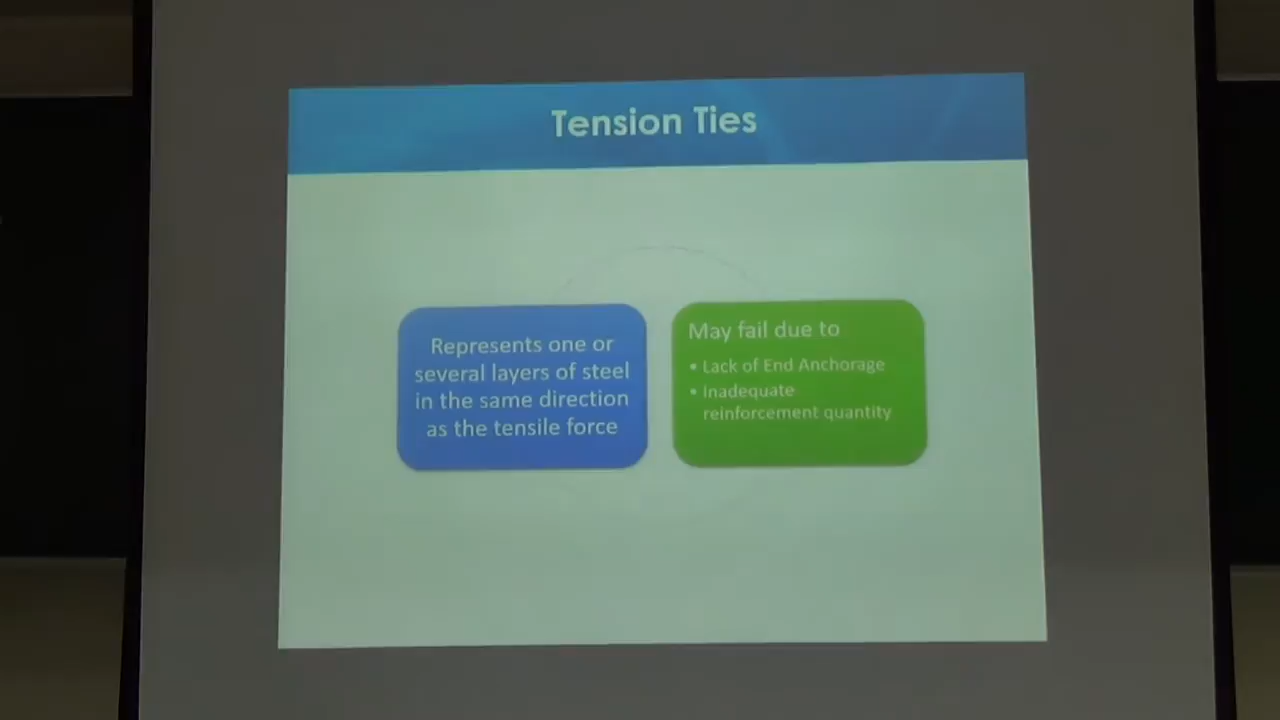 Tension Ties
Represents one or
several layers of steel
in the same direction
as the tensile force
May fail due to
• Lack of End Anchorage
• Inadequate
reinforcement quantity